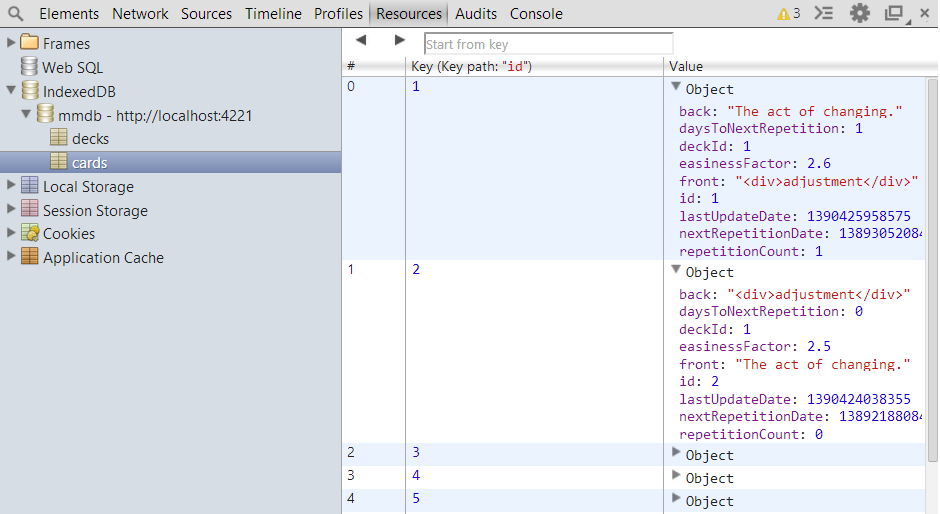 Elements Network Sources Timeline Profiles Resources Audits Console 3
Frames
Web SQL
IndexedDB
mmdb - http://localhost:4221
decks
cards
Local Storage
Session Storage
Cookies
Application Cache
Start from key
# Key (Key path: "id") Value
0 1 Object
back: "The act of changing."
daysToNextRepetition: 1
deckId: 1
easinessFactor: 2.6
front: "<div>adjustment</div>"
id: 1
lastUpdateDate: 1390425958575
nextRepetitionDate: 13893052084
repetitionCount: 1
1 2 Object
back: "<div>adjustment</div>"
daysToNextRepetition: 0
deckId: 1
easinessFactor: 2.5
front: "The act of changing."
id: 2
lastUpdateDate: 1390424038355
nextRepetitionDate: 13892188084
repetitionCount: 0
2 3 Object
3 4 Object
4 5 Object